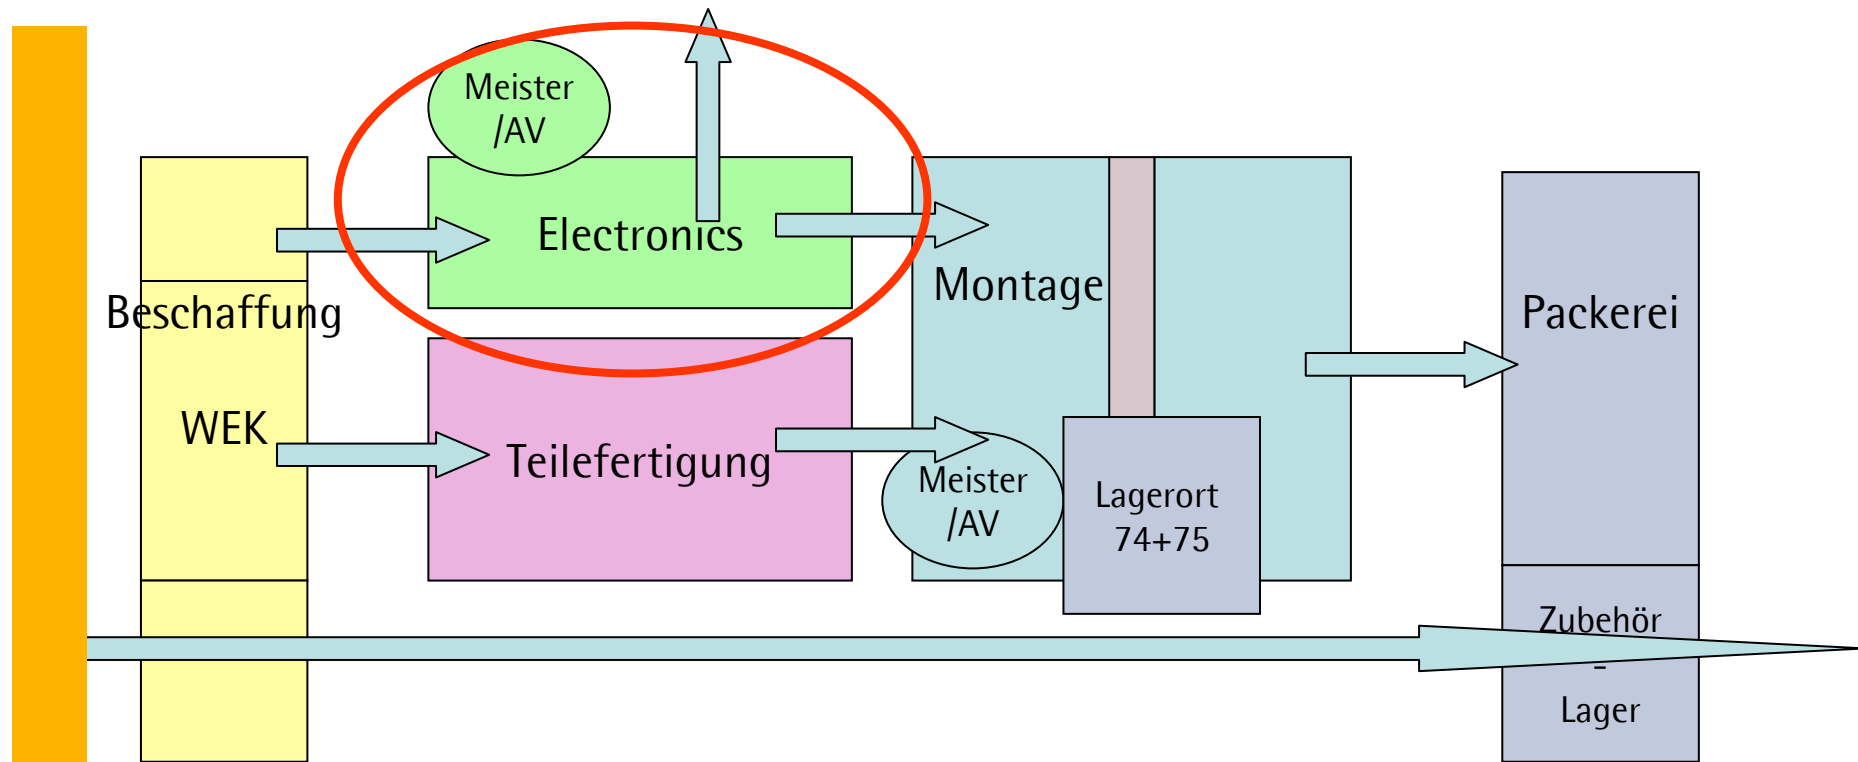 Meister
/AV
Electronics
Beschaffung
WEK
Teilefertigung
Montage
Meister
/AV
Lagerort
74+75
Packerei
Zubehör
-
Lager